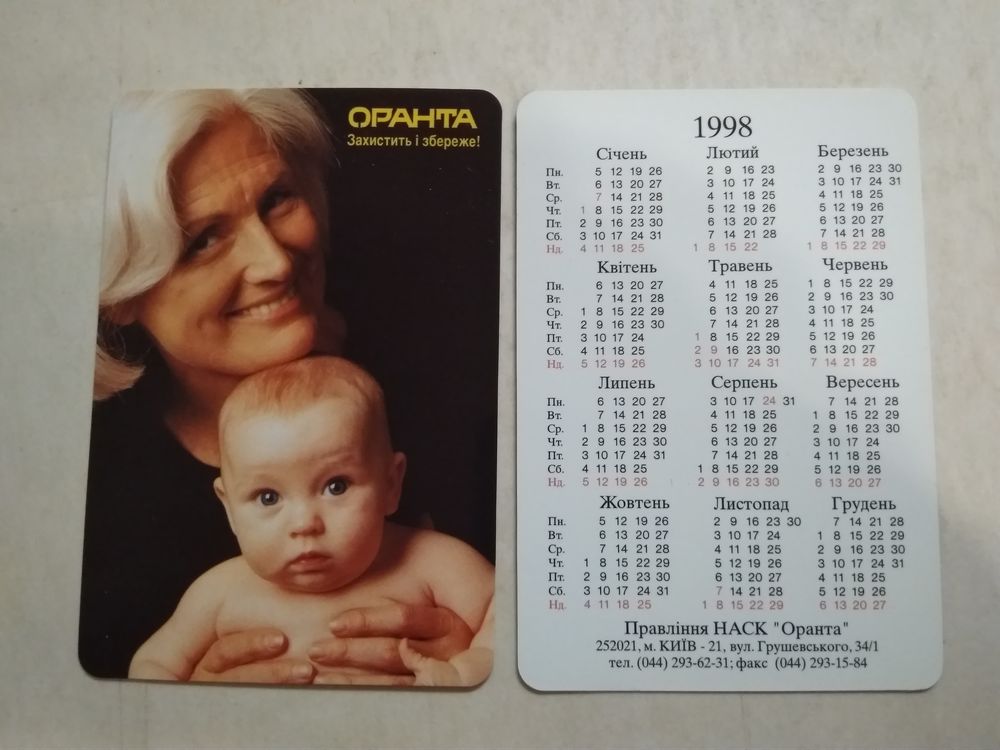 ОРАНТА
Захистить і збереже!
1998
Січень Лютий Березень
Пн. 5 12 19 26 2 9 16 23 2 9 16 23 30
Вт. 6 13 20 27 3 10 17 24 3 10 17 24 31
Ср. 7 14 21 28 4 11 18 25 4 11 18 25
Чт. 1 8 15 22 29 5 12 19 26 5 12 19 26
Пт. 2 9 16 23 30 6 13 20 27 6 13 20 27
Сб. 3 10 17 24 31 7 14 21 28 7 14 21 28
Нд. 4 11 18 25 1 8 15 22 1 8 15 22 29
Квітень Травень Червень
Пн. 6 13 20 27 4 11 18 25 1 8 15 22 29
Вт. 7 14 21 28 5 12 19 26 2 9 16 23 30
Ср. 1 8 15 22 29 6 13 20 27 3 10 17 24
Чт. 2 9 16 23 30 7 14 21 28 4 11 18 25
Пт. 3 10 17 24 1 8 15 22 29 5 12 19 26
Сб. 4 11 18 25 2 9 16 23 30 6 13 20 27
Нд. 5 12 19 26 3 10 17 24 31 7 14 21 28
Липень Серпень Вересень
Пн. 6 13 20 27 3 10 17 24 31 7 14 21 28
Вт. 7 14 21 28 4 11 18 25 1 8 15 22 29
Ср. 1 8 15 22 29 5 12 19 26 2 9 16 23 30
Чт. 2 9 16 23 30 6 13 20 27 3 10 17 24
Пт. 3 10 17 24 31 7 14 21 28 4 11 18 25
Сб. 4 11 18 25 1 8 15 22 29 5 12 19 26
Нд. 5 12 19 26 2 9 16 23 30 6 13 20 27
Жовтень Листопад Грудень
Пн. 5 12 19 26 2 9 16 23 30 7 14 21 28
Вт. 6 13 20 27 3 10 17 24 1 8 15 22 29
Ср. 7 14 21 28 4 11 18 25 2 9 16 23 30
Чт. 1 8 15 22 29 5 12 19 26 3 10 17 24 31
Пт. 2 9 16 23 30 6 13 20 27 4 11 18 25
Сб. 3 10 17 24 31 7 14 21 28 5 12 19 26
Нд. 4 11 18 25 1 8 15 22 29 6 13 20 27
Правління НАСК "Оранта"
252021, м. КИЇВ - 21, вул. Грушевського, 34/1
тел. (044) 293-62-31; факс (044) 293-15-84